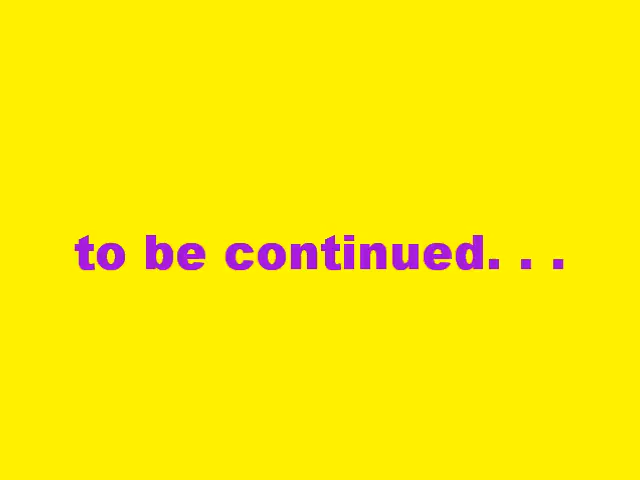 to be continued. . .